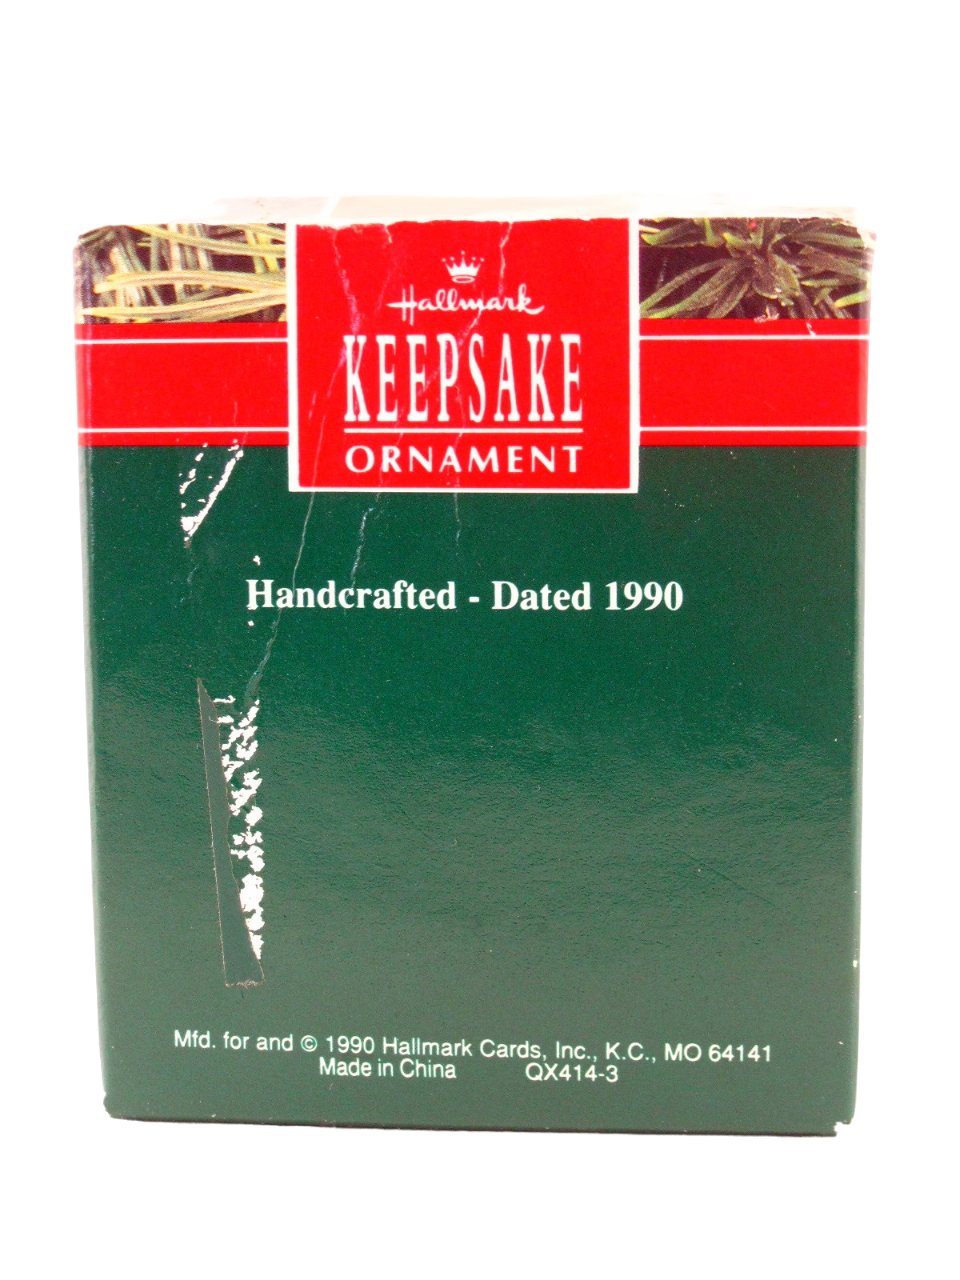 Hallmark
KEEPSAKE
ORNAMENT
Handcrafted - Dated 1990
Mfd. for and © 1990 Hallmark Cards, Inc., K.C., MO 64141
Made in China QX414-3